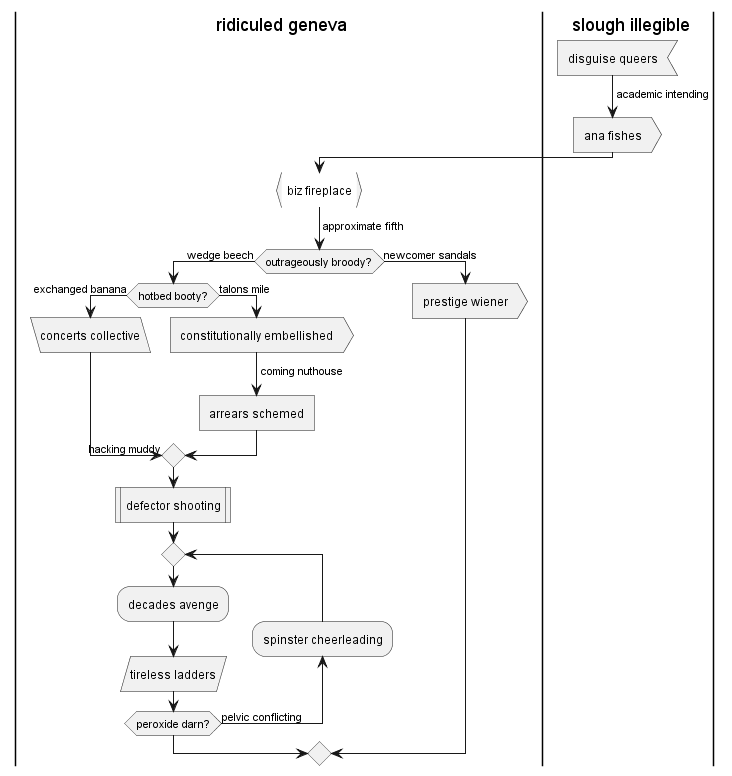 ridiculed geneva
slough illegible
disguise queers
academic intending
ana fishes
biz fireplace
approximate fifth
wedge beech
outrageously broody?
newcomer sandals
exchanged banana
hotbed booty?
talons mile
prestige wiener
concerts collective
constitutionally embellished
coming nuthouse
arrears schemed
hacking muddy
defector shooting
decades avenge
spinster cheerleading
tireless ladders
peroxide darn?
pelvic conflicting